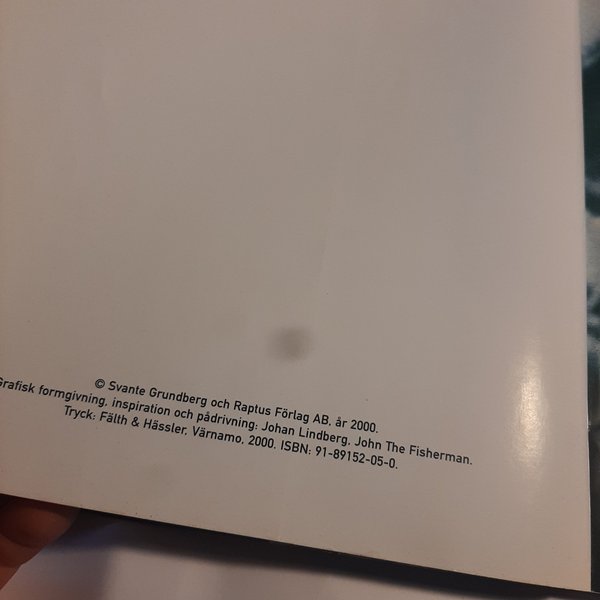 © Svante Grundberg och Raptus Förlag AB, år 2000.
Grafisk formgivning, inspiration och pådrivning: Johan Lindberg, John The Fisherman.
Tryck: Fälth & Hässler, Värnamo, 2000. ISBN: 91-89152-05-0.